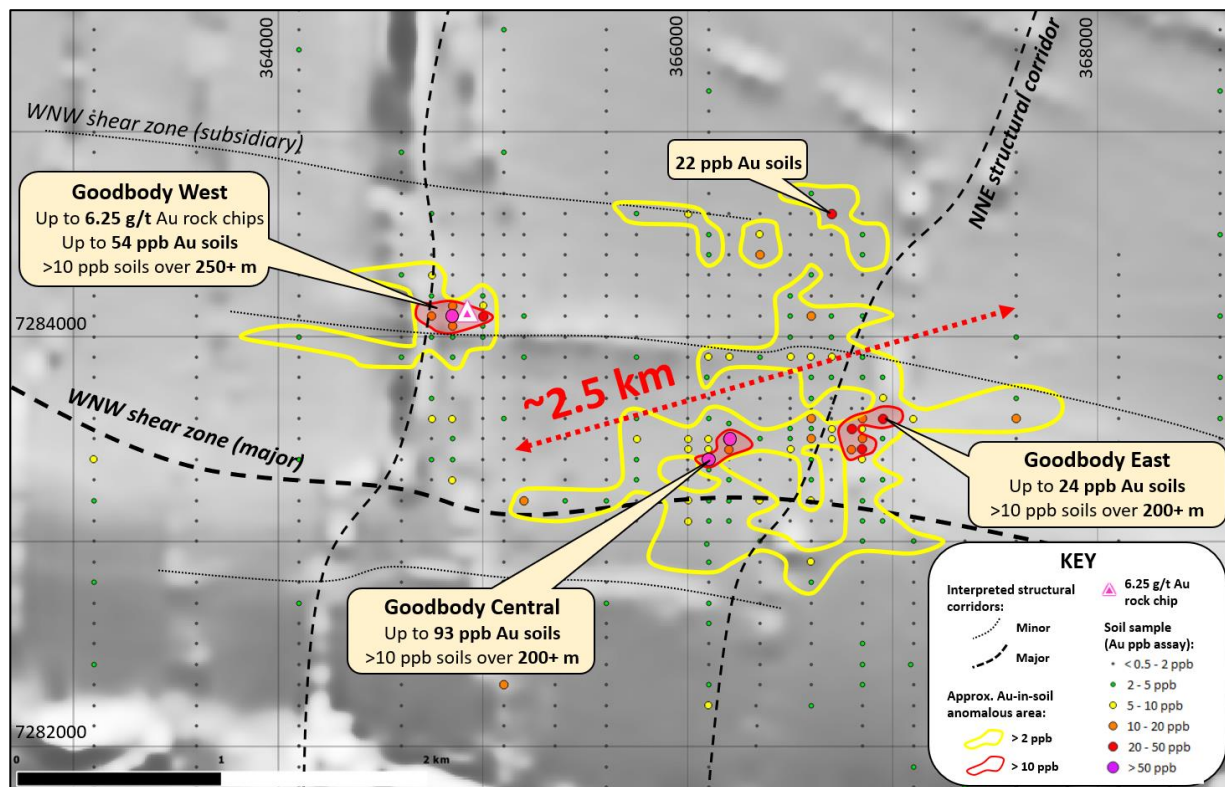 364000
366000
368000
7284000
7282000
WNW shear zone (subsidiary)
NNE structural corridor
22 ppb Au soils
Goodbody West
Up to 6.25 g/t Au rock chips
Up to 54 ppb Au soils
>10 ppb soils over 250+ m
~2.5 km
WNW shear zone (major)
Goodbody East
Up to 24 ppb Au soils
>10 ppb soils over 200+ m
Goodbody Central
Up to 93 ppb Au soils
>10 ppb soils over 200+ m
KEY
Interpreted structural
corridors:
Minor
Major
Approx. Au-in-soil
anomalous area:
> 2 ppb
> 10 ppb
6.25 g/t Au
rock chip
Soil sample
(Au ppb assay):
< 0.5 - 2 ppb
2 - 5 ppb
5 - 10 ppb
10 - 20 ppb
20 - 50 ppb
> 50 ppb
0
1
2 km